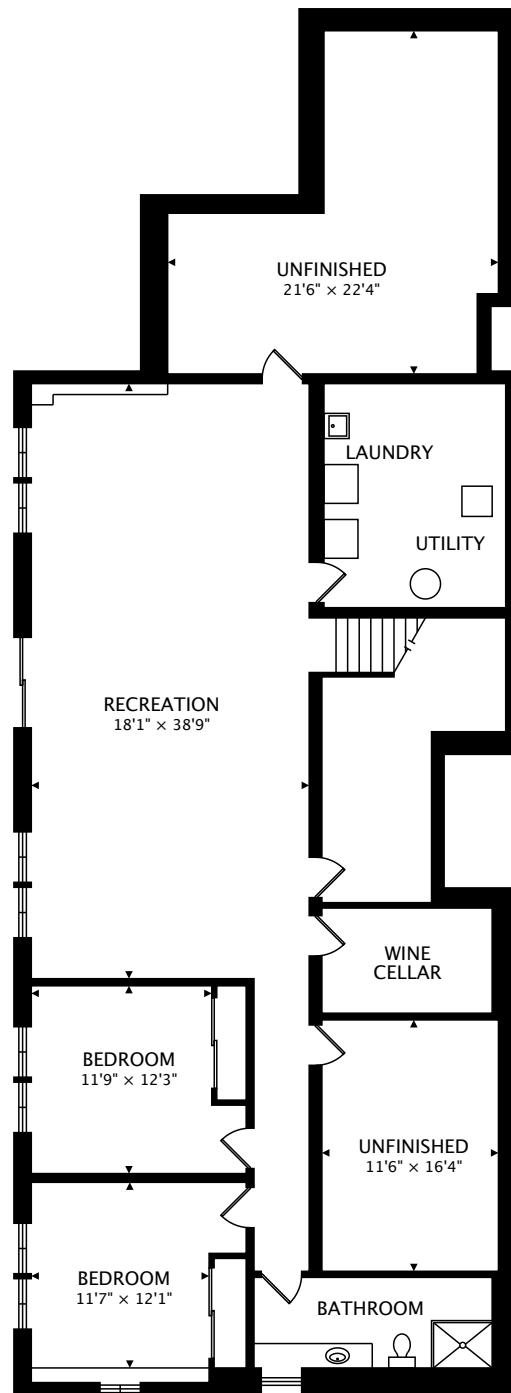 UNFINISHED
21'6" × 22'4"
LAUNDRY
UTILITY
RECREATION
18'1" × 38'9"
WINE
CELLAR
BEDROOM
11'9" × 12'3"
UNFINISHED
11'6" × 16'4"
BEDROOM
11'7" × 12'1"
BATHROOM